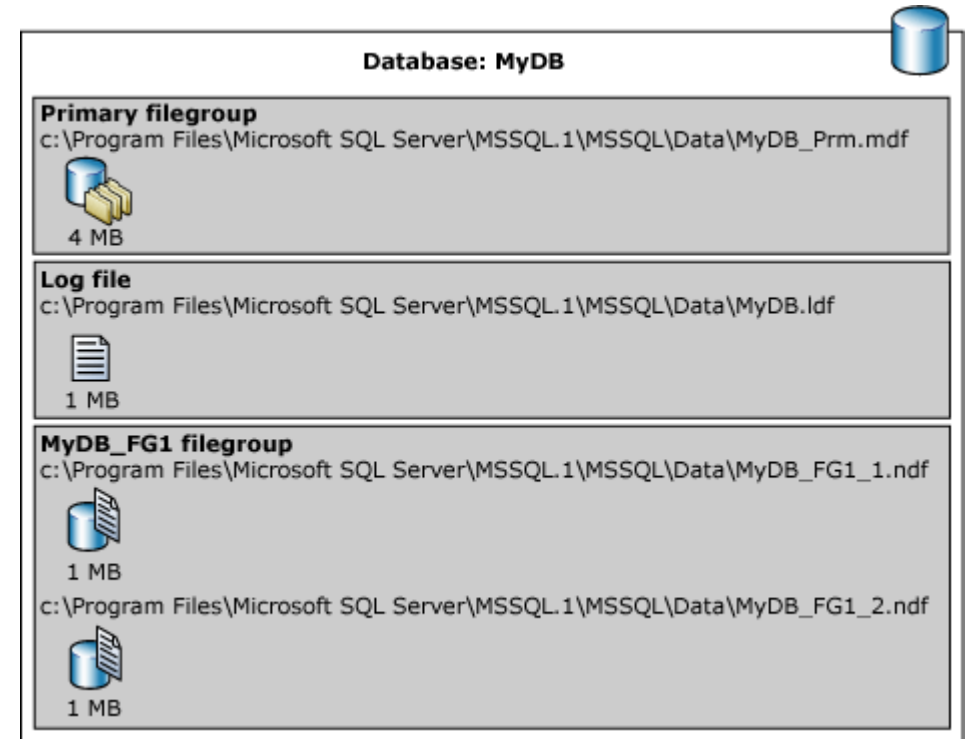 Database: MyDB
Primary filegroup
c:\Program Files\Microsoft SQL Server\MSSQL.1\MSSQL\Data\MyDB_Prm.mdf
4 MB
Log file
c:\Program Files\Microsoft SQL Server\MSSQL.1\MSSQL\Data\MyDB.ldf
1 MB
MyDB_FG1 filegroup
c:\Program Files\Microsoft SQL Server\MSSQL.1\MSSQL\Data\MyDB_FG1_1.ndf
1 MB
c:\Program Files\Microsoft SQL Server\MSSQL.1\MSSQL\Data\MyDB_FG1_2.ndf
1 MB